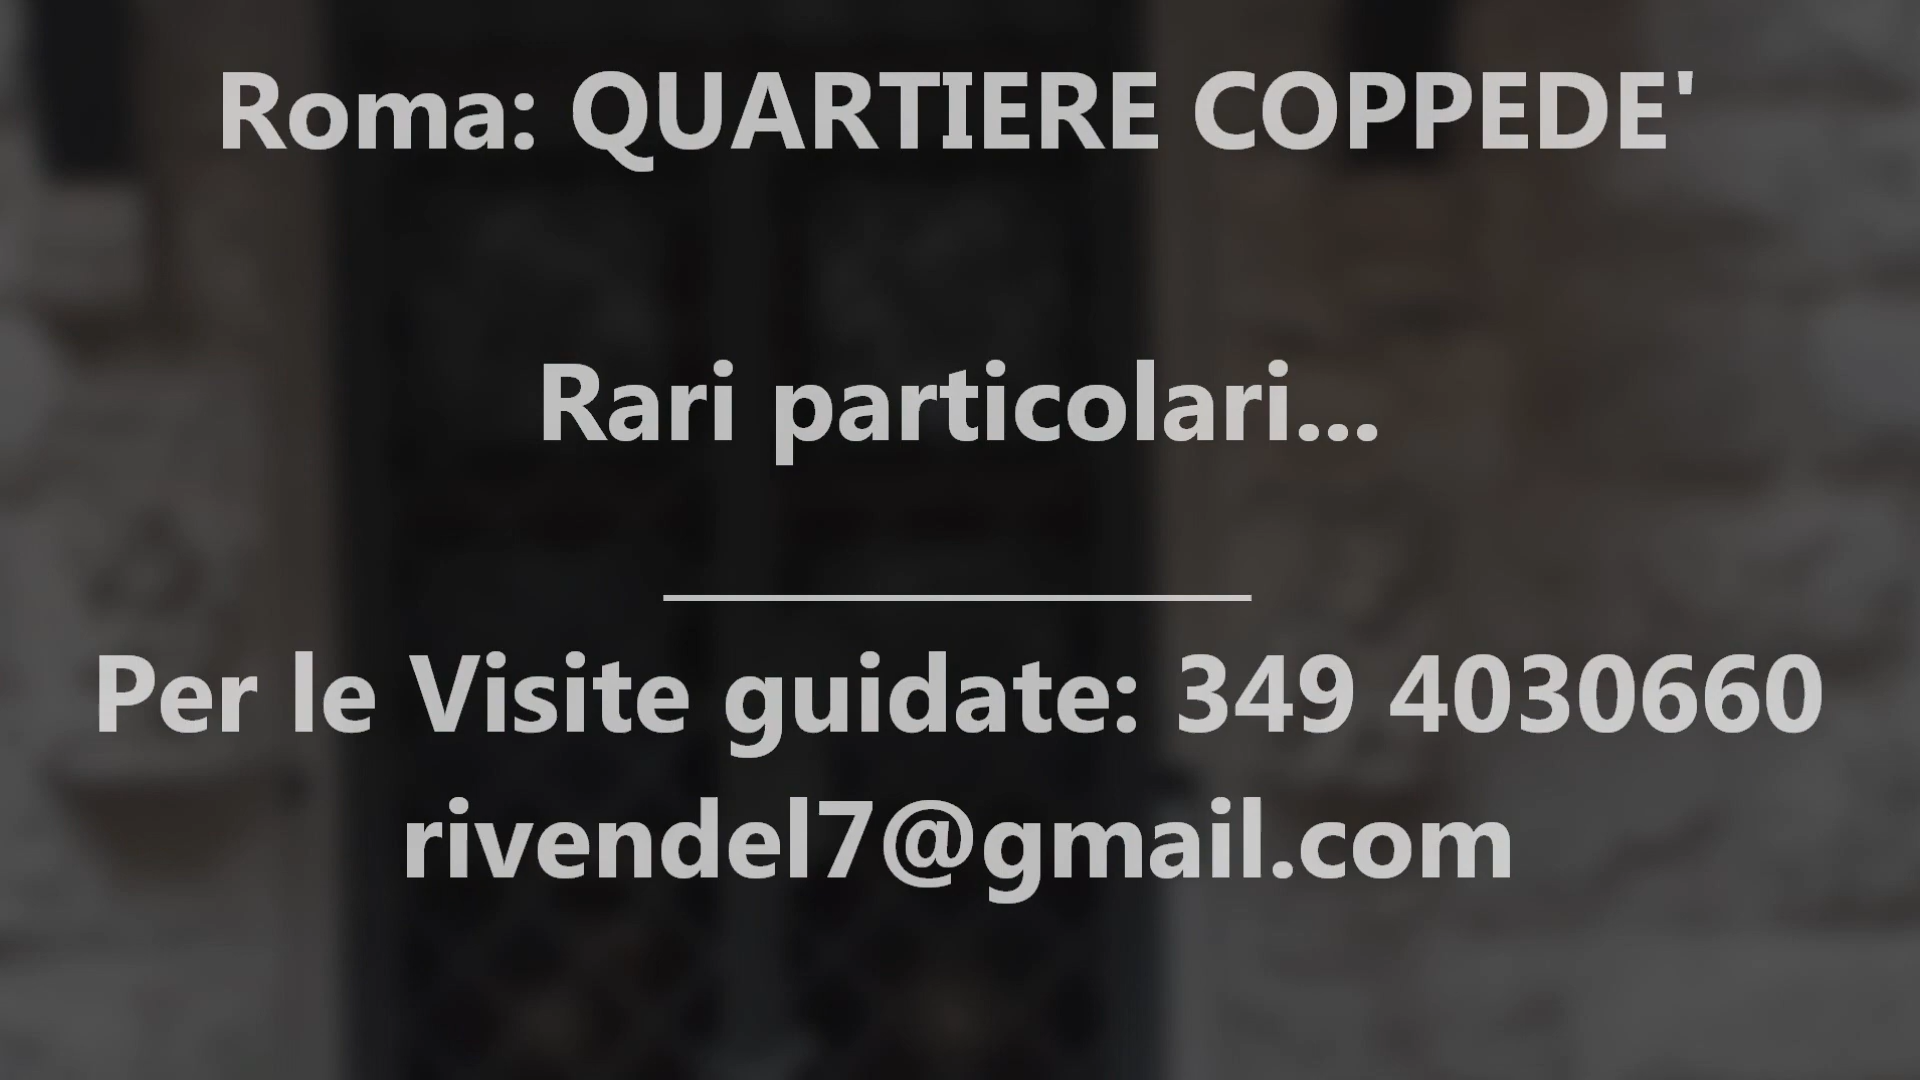 Roma: QUARTIERE COPPEDE'
Rari particolari...
Per le Visite guidate: 349 4030660
rivendel7@gmail.com